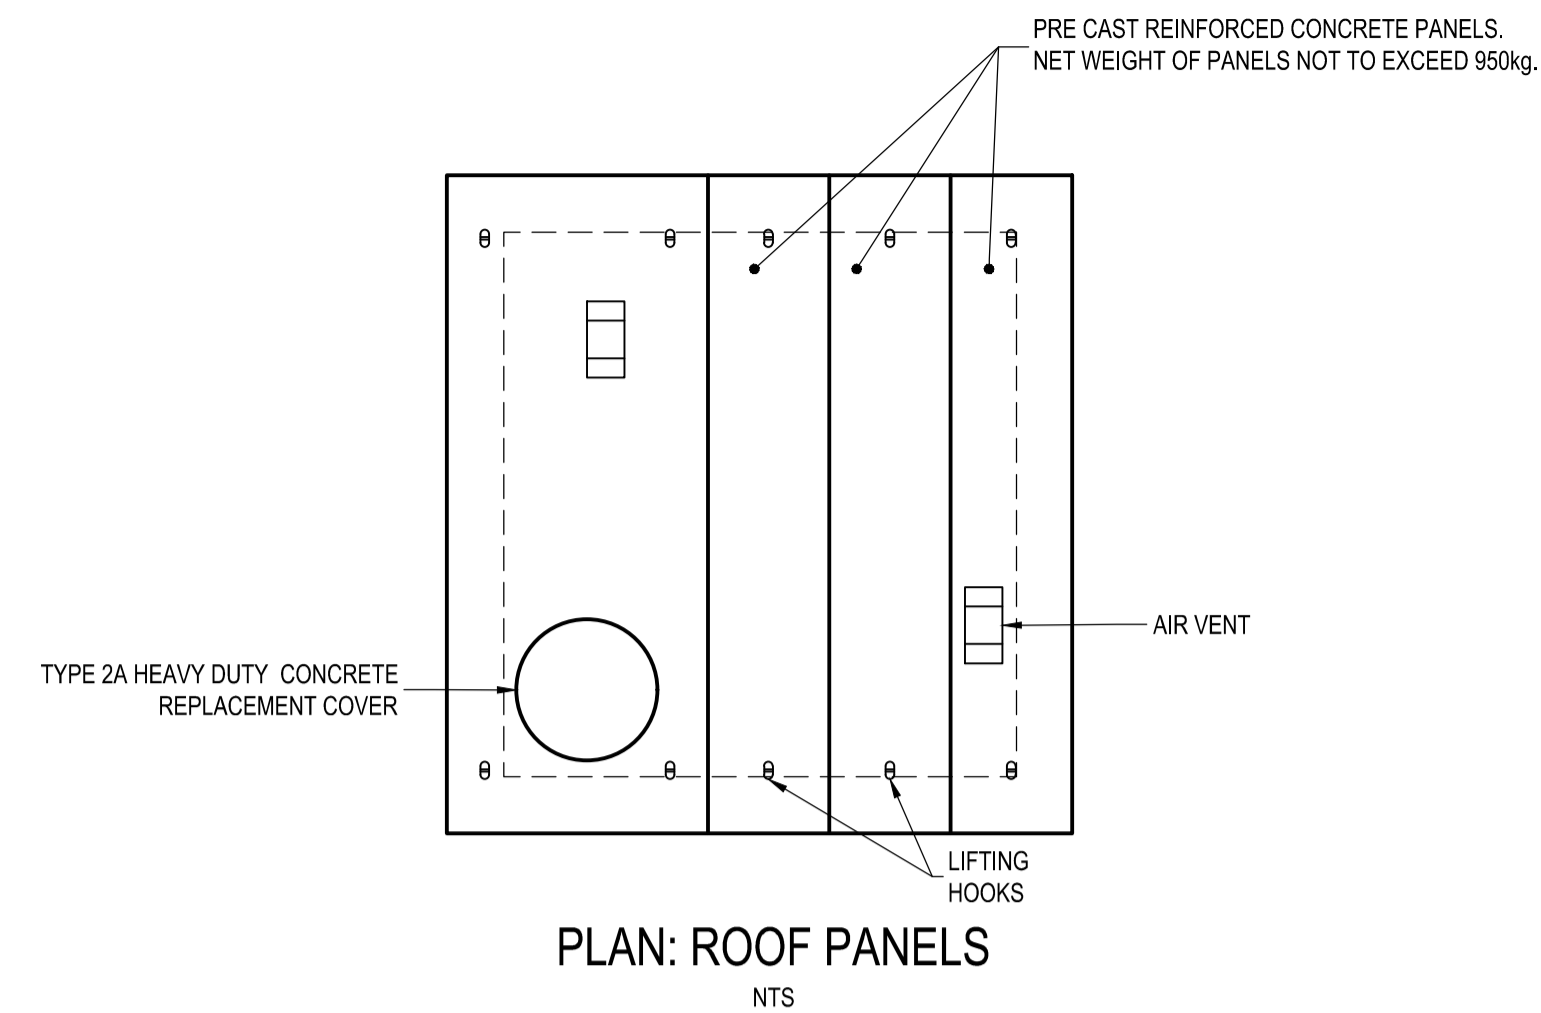 PRE CAST REINFORCED CONCRETE PANELS.
NET WEIGHT OF PANELS NOT TO EXCEED 950kg.
AIR VENT
TYPE 2A HEAVY DUTY CONCRETE
REPLACEMENT COVER
LIFTING
HOOKS
PLAN: ROOF PANELS
NTS